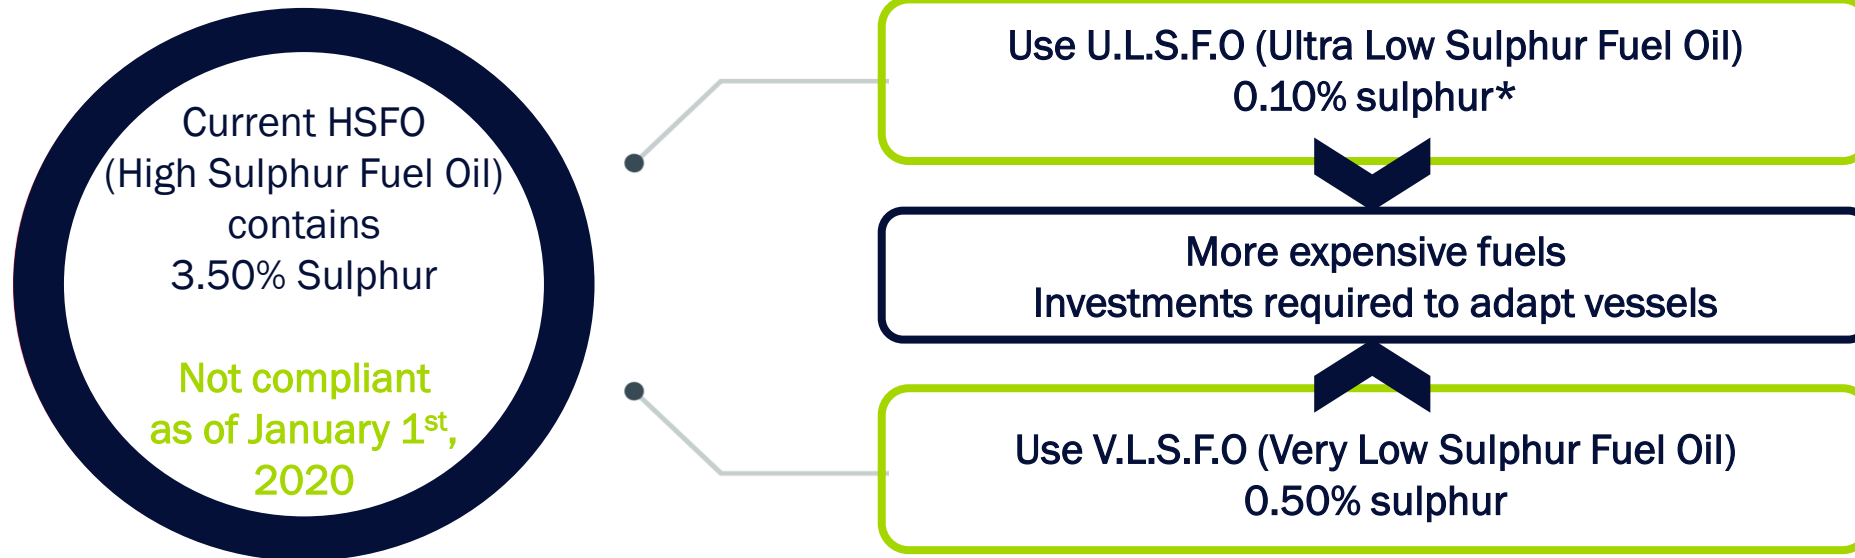 Current HSFO
(High Sulphur Fuel Oil)
contains
3.50% Sulphur
Not compliant
as of January 1st,
2020
Use U.L.S.F.O (Ultra Low Sulphur Fuel Oil)
0.10% sulphur*
More expensive fuels
Investments required to adapt vessels
Use V.L.S.F.O (Very Low Sulphur Fuel Oil)
0.50% sulphur